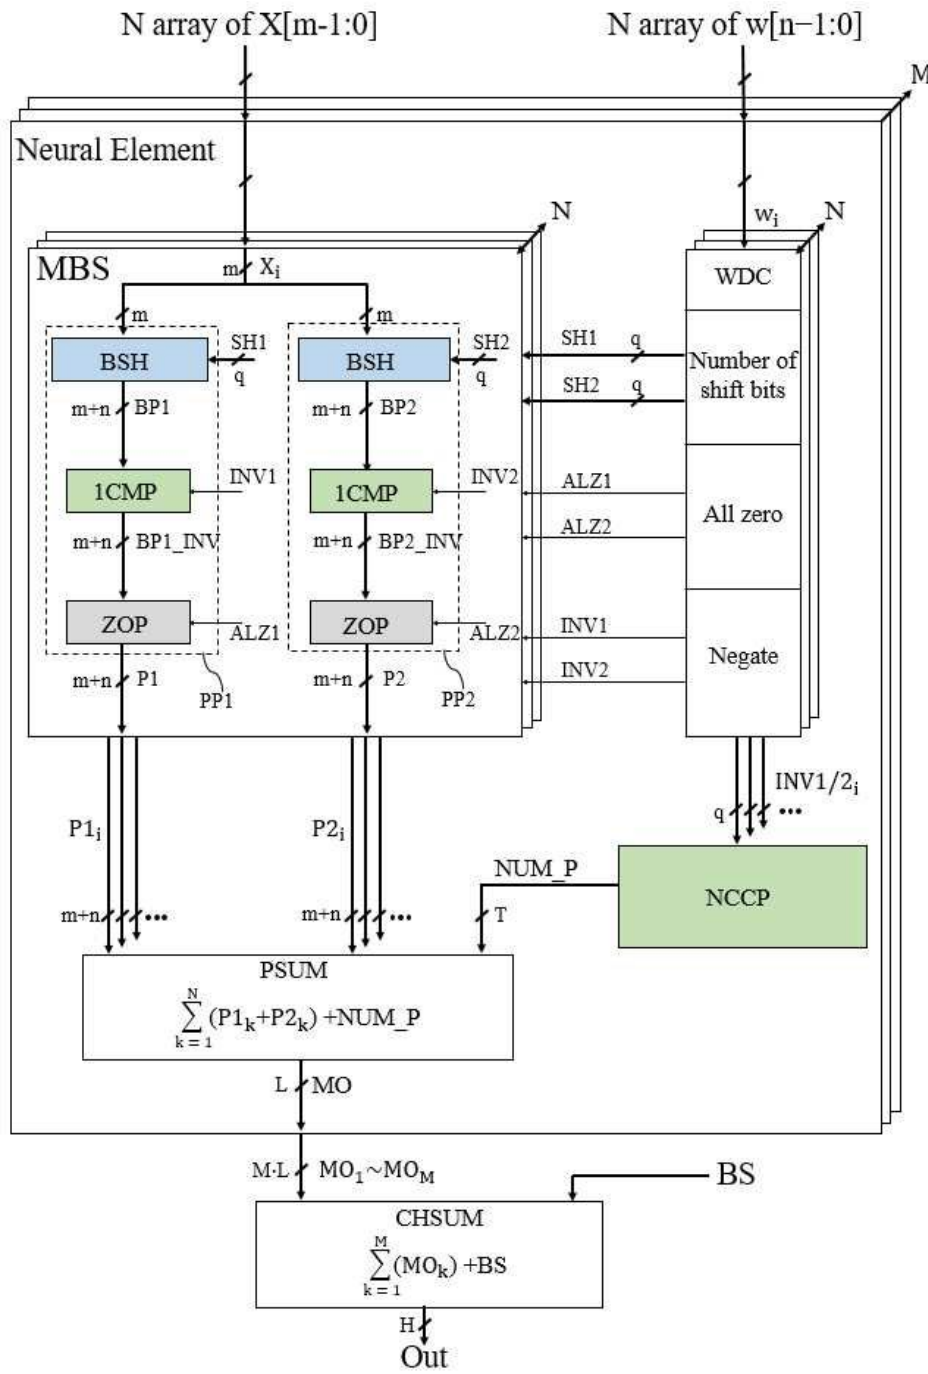 N array of X[m-1:0]
N array of w[n−1:0]
M
Neural Element
N
wᵢ
N
MBS
m
Xᵢ
WDC
m
m
BSH
SH1
q
BSH
SH2
q
SH1
q
Number of
shift bits
SH2
q
m+n
BP1
m+n
BP2
1CMP
INV1
1CMP
INV2
ALZ1
All zero
ALZ2
m+n
BP1_INV
m+n
BP2_INV
ZOP
ALZ1
ZOP
ALZ2
INV1
Negate
INV2
m+n
P1
PP1
m+n
P2
PP2
INV1/2ᵢ
q
...
P1ᵢ
P2ᵢ
NUM_P
NCCP
T
m+n
...
m+n
...
PSUM
N
∑ (P1ₖ+P2ₖ) +NUM_P
k = 1
L
MO
M·L
MO₁~MO_M
BS
CHSUM
M
∑ (MOₖ) +BS
k = 1
H
Out